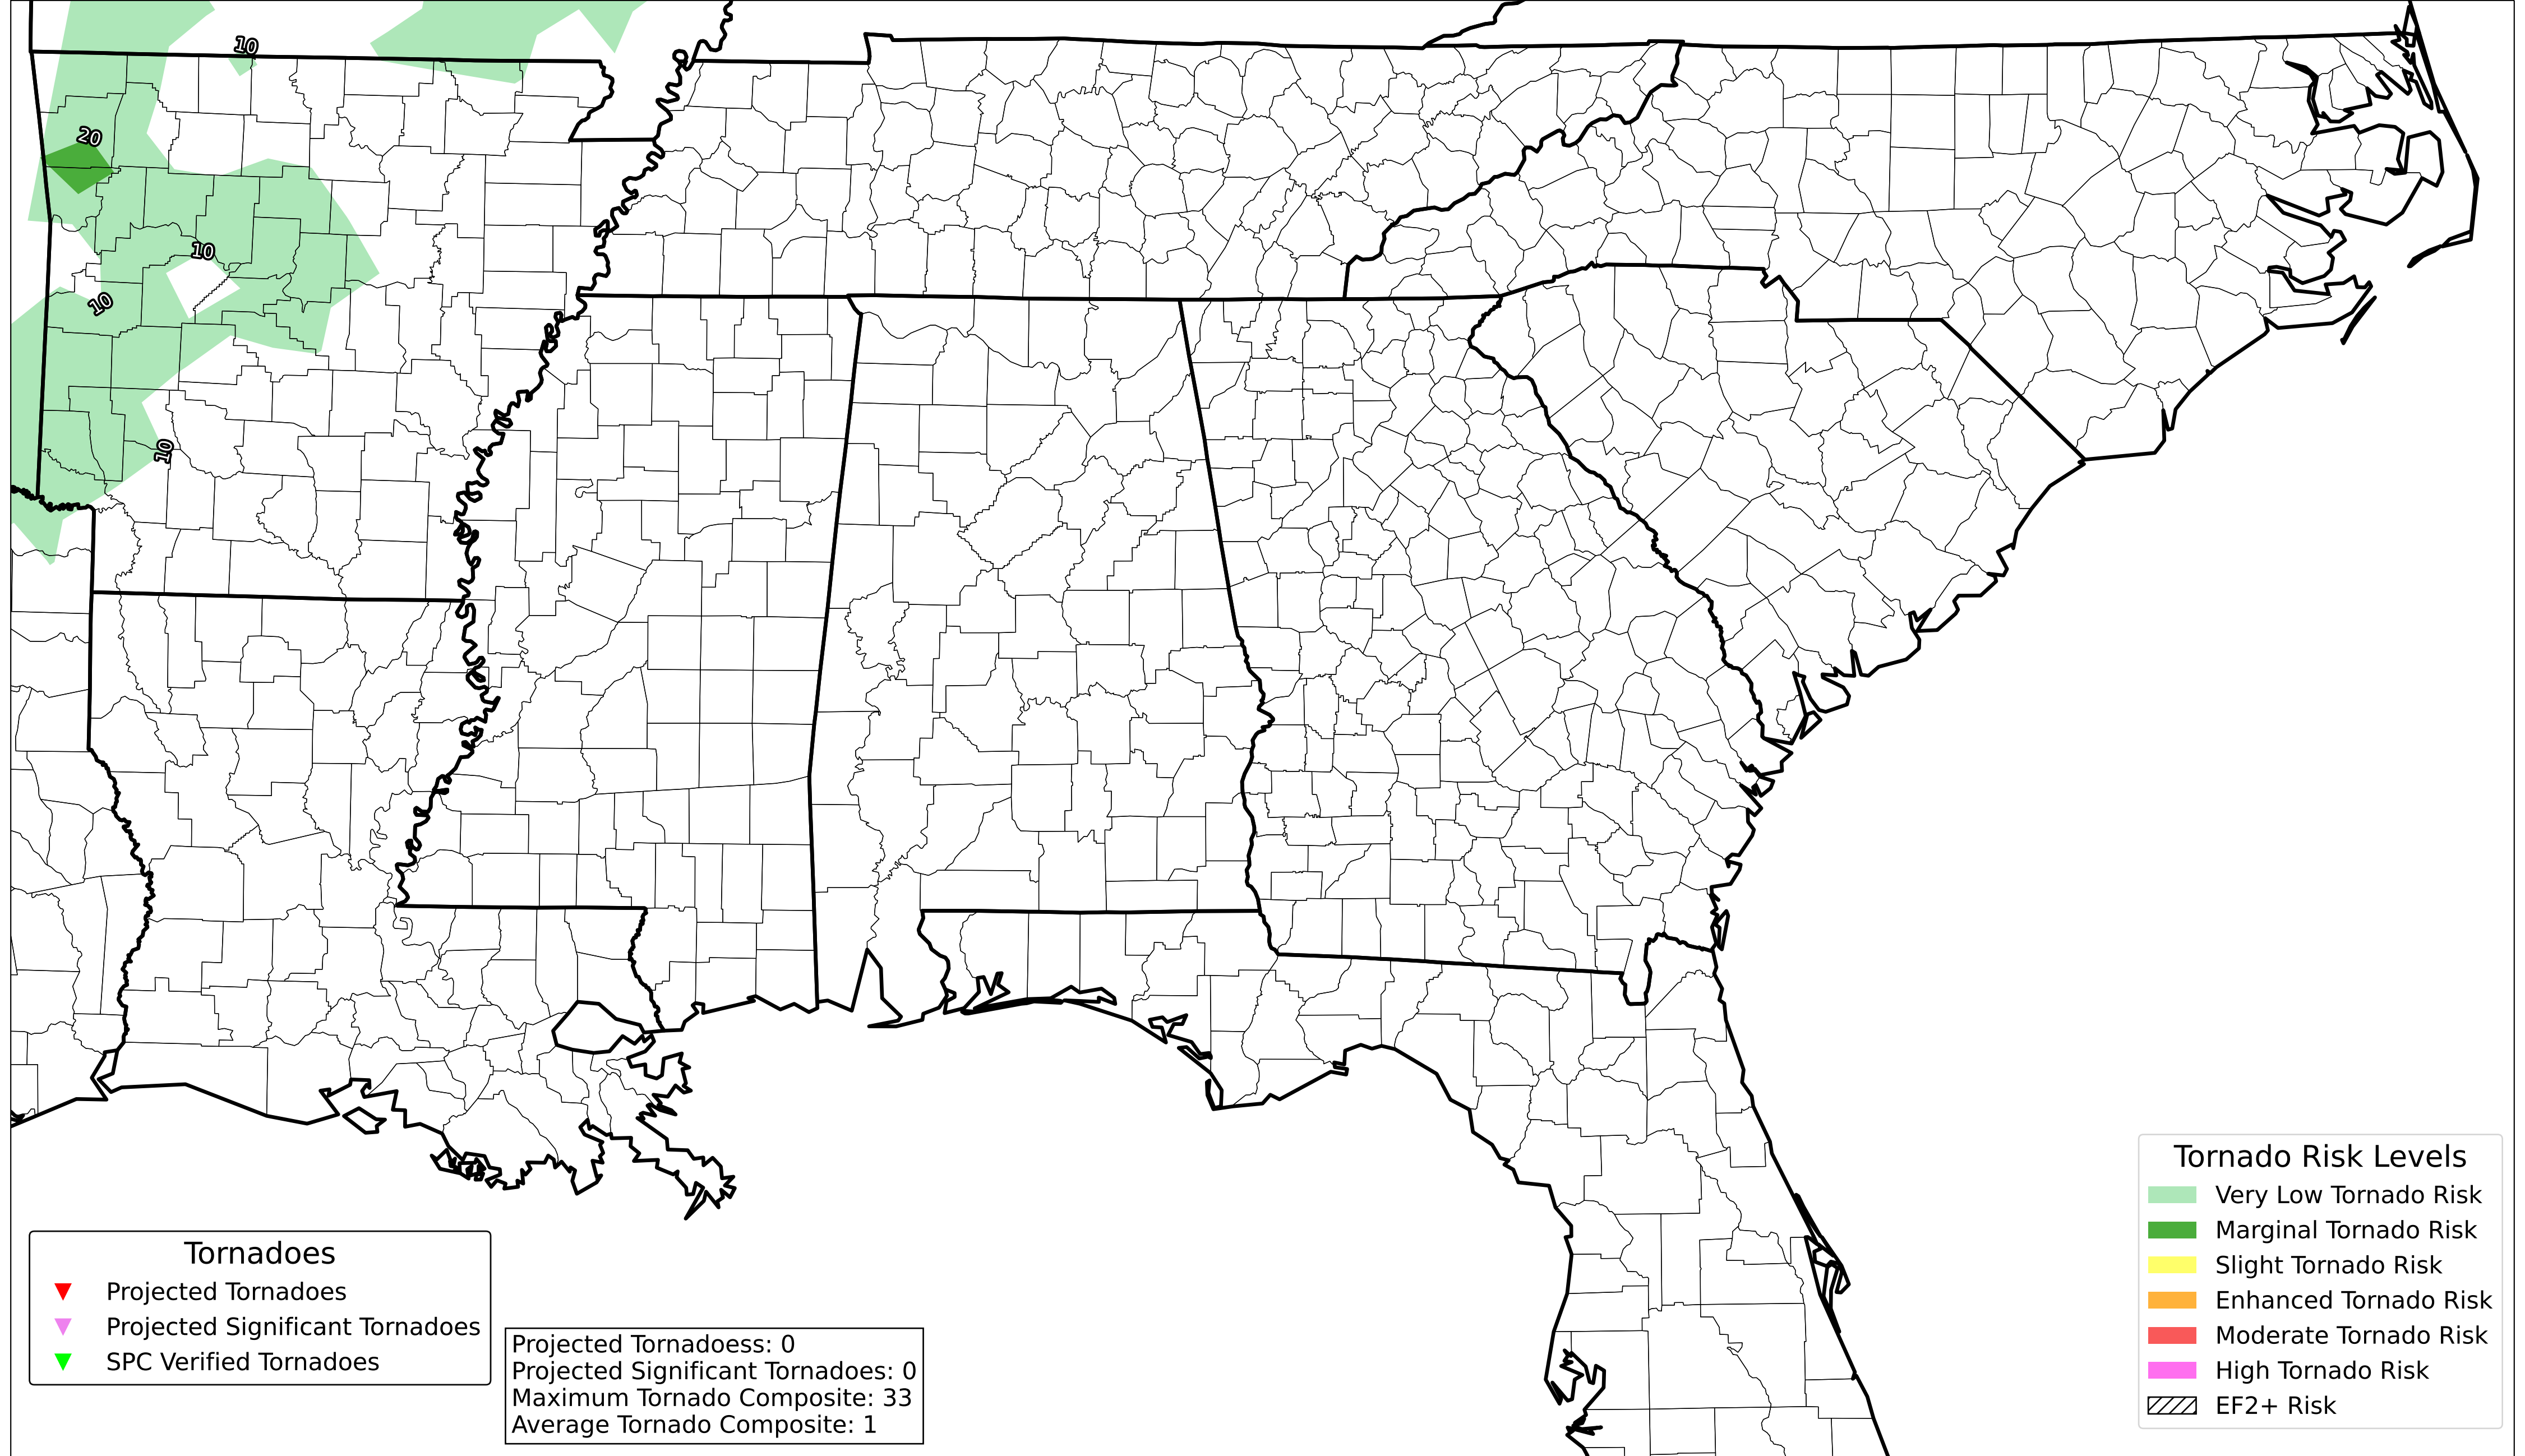 10
20
10
10
10
Tornadoes
Projected Tornadoes
Projected Significant Tornadoes
SPC Verified Tornadoes
Projected Tornadoess: 0
Projected Significant Tornadoes: 0
Maximum Tornado Composite: 33
Average Tornado Composite: 1
Tornado Risk Levels
Very Low Tornado Risk
Marginal Tornado Risk
Slight Tornado Risk
Enhanced Tornado Risk
Moderate Tornado Risk
High Tornado Risk
EF2+ Risk